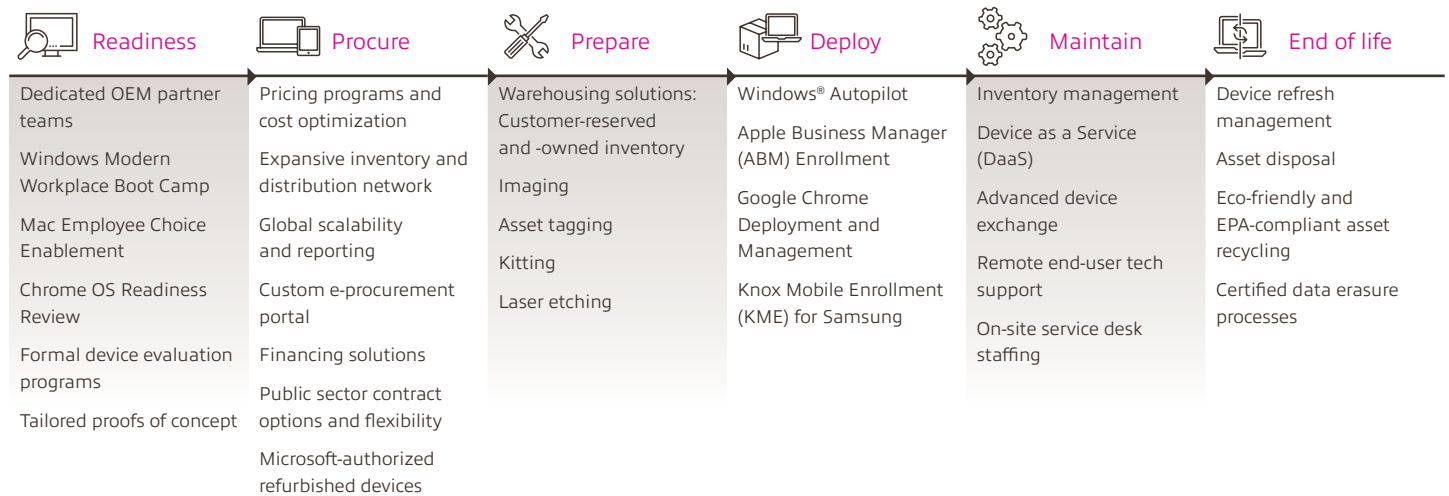 Readiness
Dedicated OEM partner
teams
Windows Modern
Workplace Boot Camp
Mac Employee Choice
Enablement
Chrome OS Readiness
Review
Formal device evaluation
programs
Tailored proofs of concept
Procure
Pricing programs and
cost optimization
Expansive inventory and
distribution network
Global scalability
and reporting
Custom e-procurement
portal
Financing solutions
Public sector contract
options and flexibility
Microsoft-authorized
refurbished devices
Prepare
Warehousing solutions:
Customer-reserved
and -owned inventory
Imaging
Asset tagging
Kitting
Laser etching
Deploy
Windows® Autopilot
Apple Business Manager
(ABM) Enrollment
Google Chrome
Deployment and
Management
Knox Mobile Enrollment
(KME) for Samsung
Maintain
Inventory management
Device as a Service
(DaaS)
Advanced device
exchange
Remote end-user tech
support
On-site service desk
staffing
End of life
Device refresh
management
Asset disposal
Eco-friendly and
EPA-compliant asset
recycling
Certified data erasure
processes